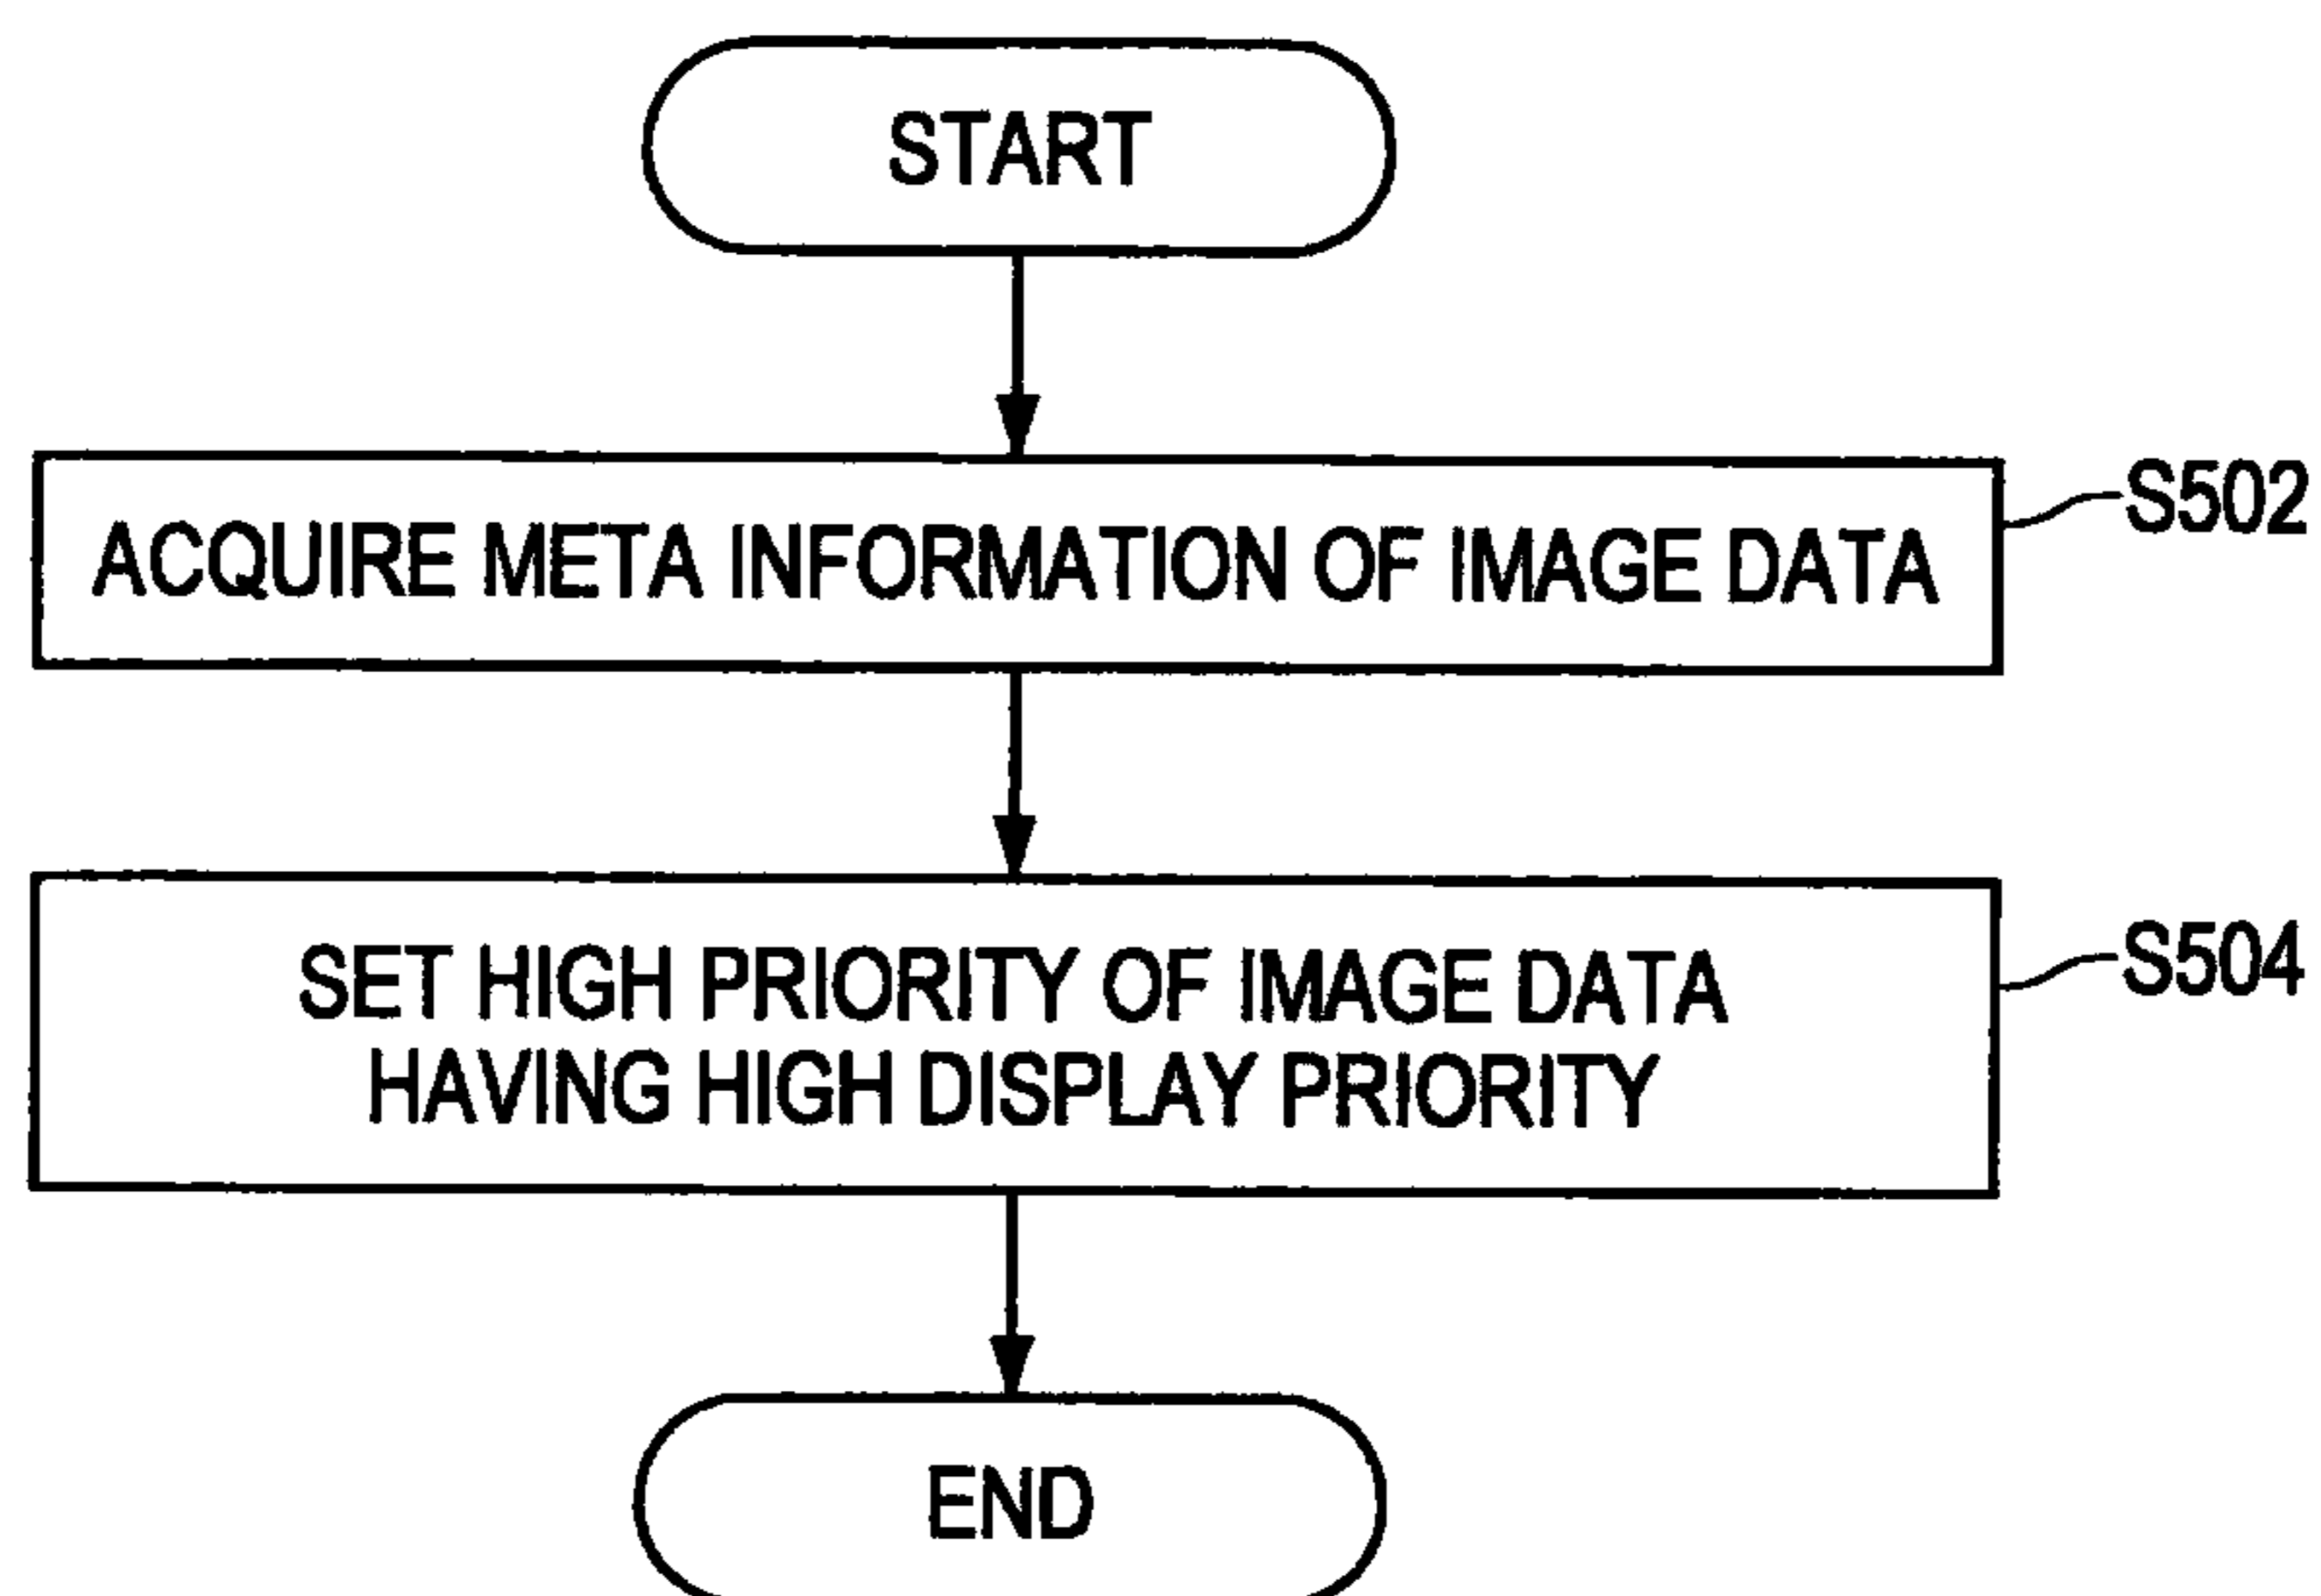 START
ACQUIRE META INFORMATION OF IMAGE DATA
S502
SET HIGH PRIORITY OF IMAGE DATA
HAVING HIGH DISPLAY PRIORITY
S504
END